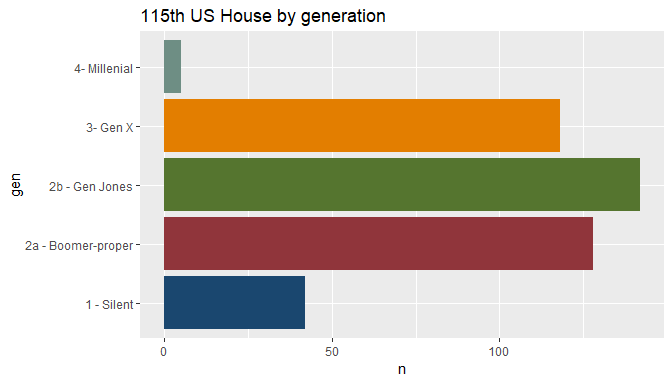 115th US House by generation
gen
4- Millenial
3- Gen X
2b - Gen Jones
2a - Boomer-proper
1 - Silent
0 50 100
n